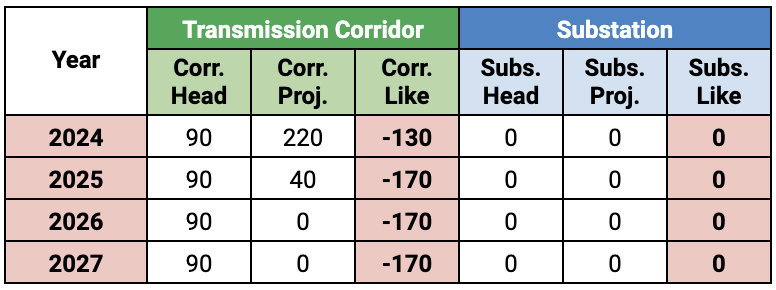 Year Transmission Corridor Substation
Corr. Head Corr. Proj. Corr. Like Subs. Head Subs. Proj. Subs. Like
2024 90 220 -130 0 0 0
2025 90 40 -170 0 0 0
2026 90 0 -170 0 0 0
2027 90 0 -170 0 0 0